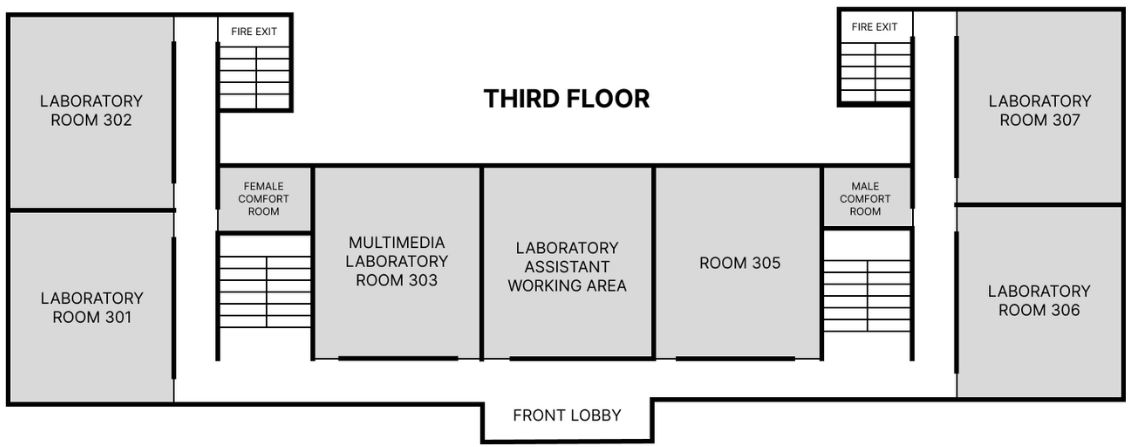 FIRE EXIT
FIRE EXIT
THIRD FLOOR
LABORATORY
ROOM 302
LABORATORY
ROOM 307
FEMALE
COMFORT
ROOM
MALE
COMFORT
ROOM
MULTIMEDIA
LABORATORY
ROOM 303
LABORATORY
ASSISTANT
WORKING AREA
ROOM 305
LABORATORY
ROOM 301
LABORATORY
ROOM 306
FRONT LOBBY